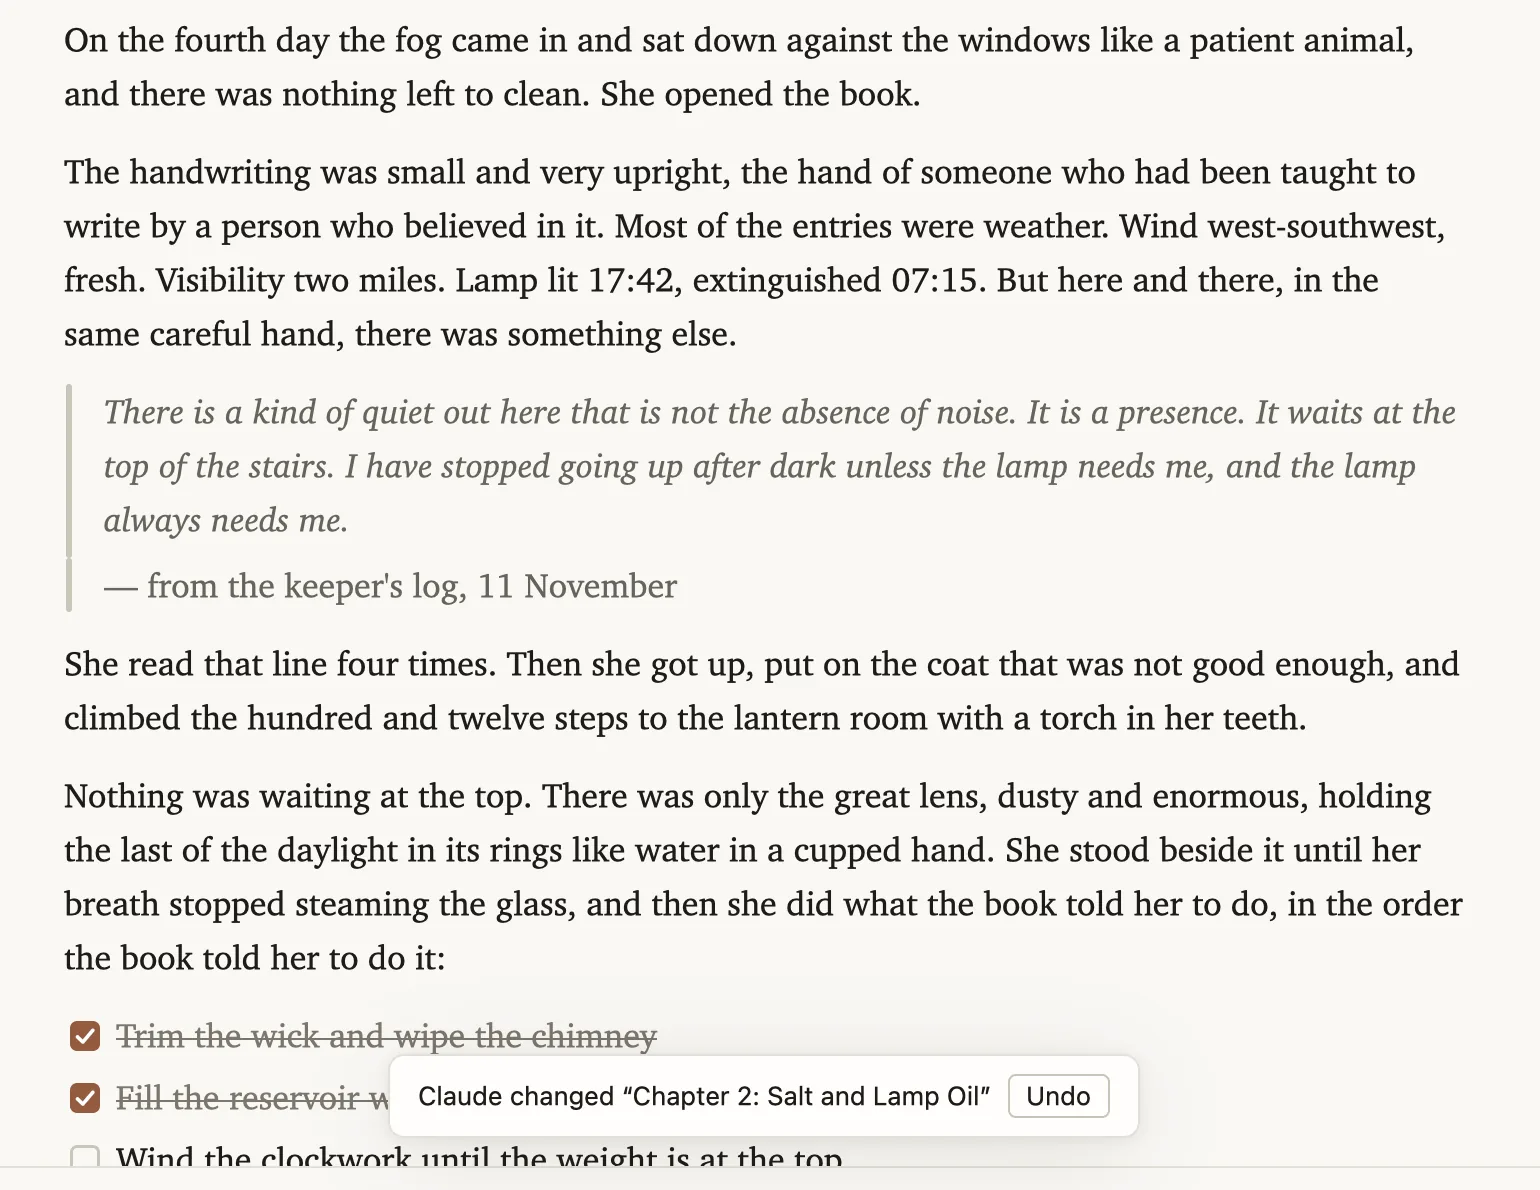 On the fourth day the fog came in and sat down against the windows like a patient animal,
and there was nothing left to clean. She opened the book.
The handwriting was small and very upright, the hand of someone who had been taught to
write by a person who believed in it. Most of the entries were weather. Wind west-southwest,
fresh. Visibility two miles. Lamp lit 17:42, extinguished 07:15. But here and there, in the
same careful hand, there was something else.
There is a kind of quiet out here that is not the absence of noise. It is a presence. It waits at the
top of the stairs. I have stopped going up after dark unless the lamp needs me, and the lamp
always needs me.
— from the keeper's log, 11 November
She read that line four times. Then she got up, put on the coat that was not good enough, and
climbed the hundred and twelve steps to the lantern room with a torch in her teeth.
Nothing was waiting at the top. There was only the great lens, dusty and enormous, holding
the last of the daylight in its rings like water in a cupped hand. She stood beside it until her
breath stopped steaming the glass, and then she did what the book told her to do, in the order
the book told her to do it:
Trim the wick and wipe the chimney
Fill the reservoir
Claude changed “Chapter 2: Salt and Lamp Oil” Undo
Wind the clockwork until the weight is at the top